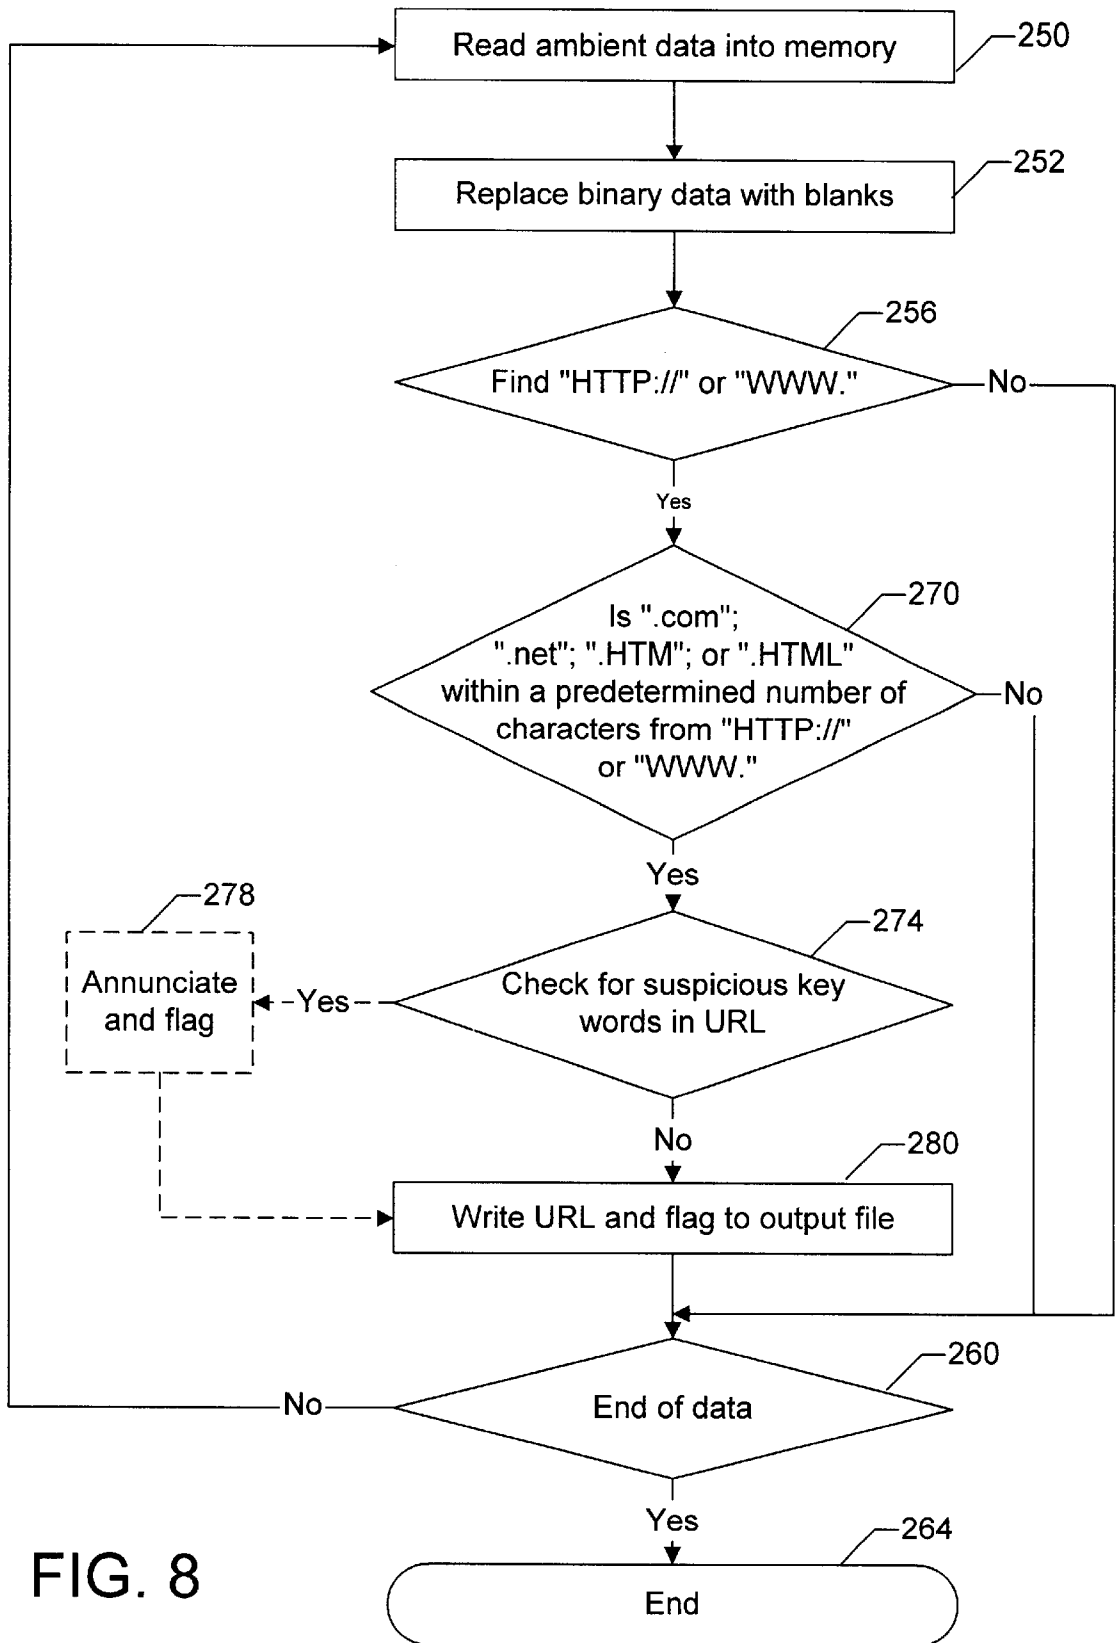 Read ambient data into memory
250
Replace binary data with blanks
252
256
Find "HTTP://" or "WWW."
No
Yes
270
Is ".com";
".net"; ".HTM"; or ".HTML"
within a predetermined number of
characters from "HTTP://"
or "WWW."
No
Yes
278
274
Annunciate
and flag
Yes
Check for suspicious key
words in URL
No
280
Write URL and flag to output file
260
No
End of data
Yes
264
End
FIG. 8